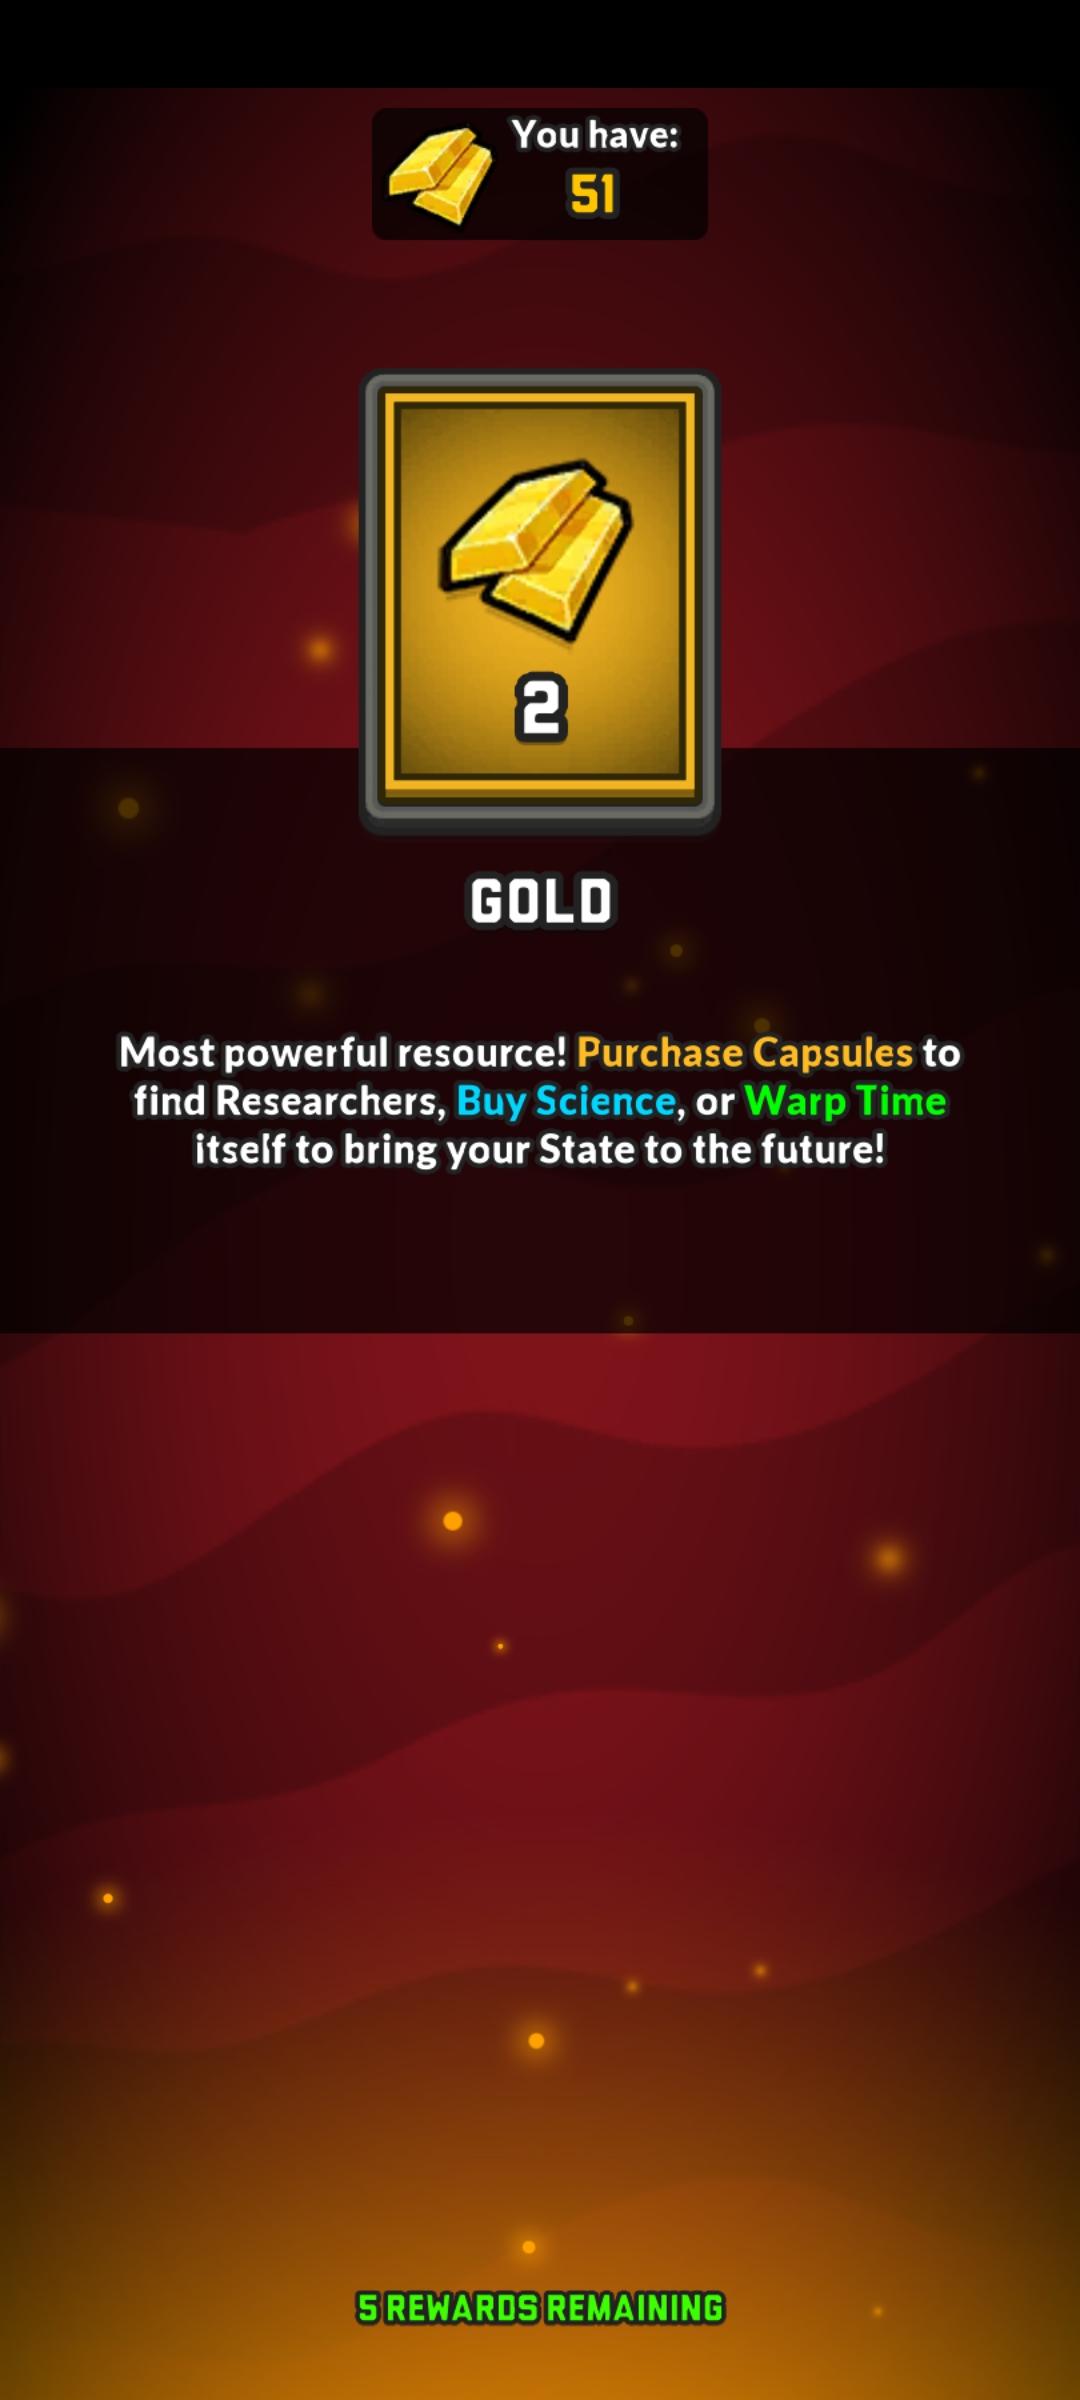 You have:
51
2
GOLD
Most powerful resource! Purchase Capsules to
find Researchers, Buy Science, or Warp Time
itself to bring your State to the future!
5 REWARDS REMAINING